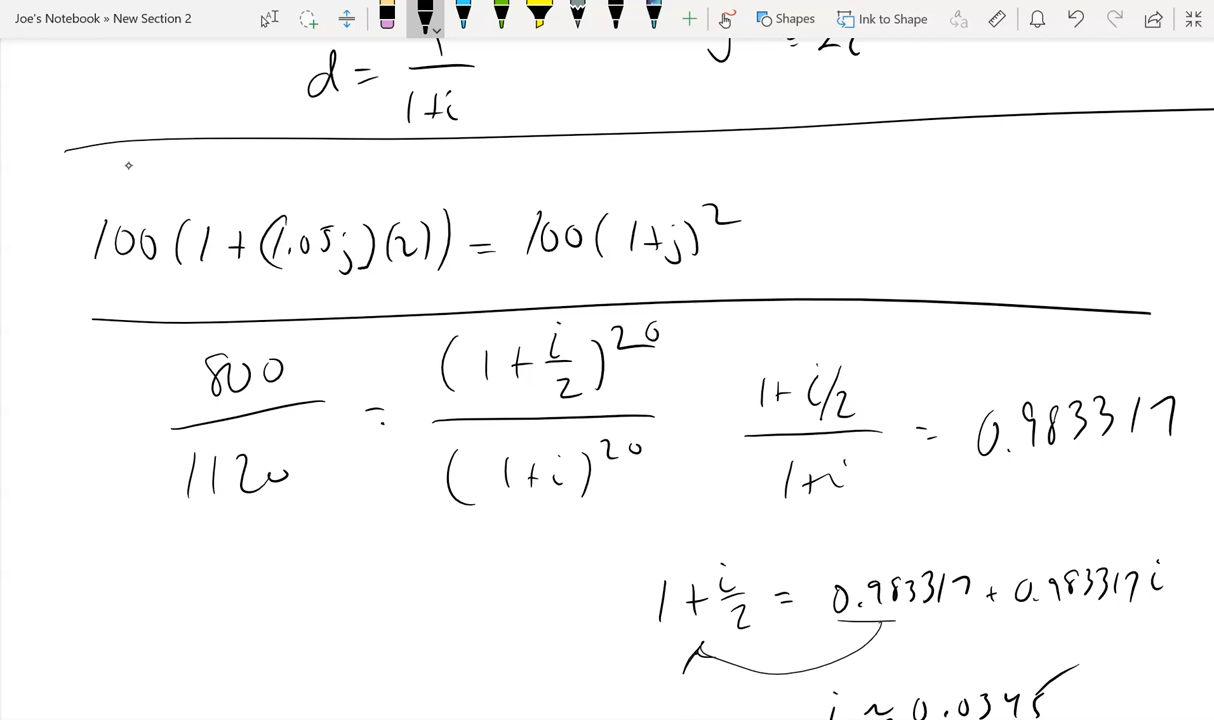 Joe's Notebook » New Section 2
Shapes
Ink to Shape
d = 1/(1+i)
= 2i
100(1+(1.05j)(2)) = 100(1+j)^2
800/1120 = (1+i/2)^20/(1+i)^20
(1+i/2)/(1+i) = 0.983317
1+i/2 = 0.983317 + 0.983317i
i ≈ 0.0345